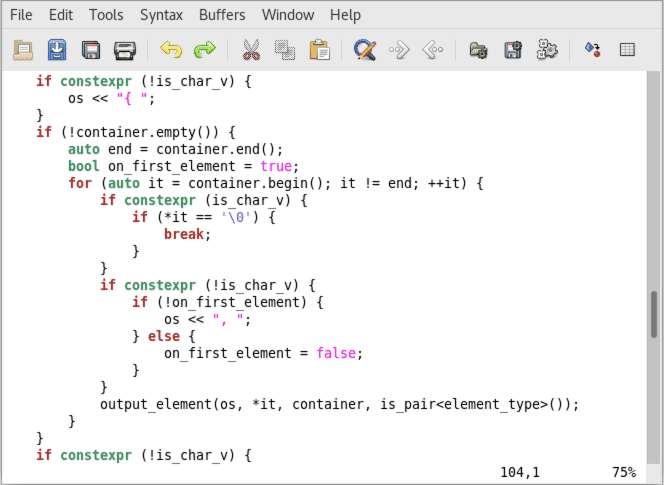 File Edit Tools Syntax Buffers Window Help
    if constexpr (!is_char_v) {
        os << "{ ";
    }
    if (!container.empty()) {
        auto end = container.end();
        bool on_first_element = true;
        for (auto it = container.begin(); it != end; ++it) {
            if constexpr (is_char_v) {
                if (*it == '\0') {
                    break;
                }
            }
            if constexpr (!is_char_v) {
                if (!on_first_element) {
                    os << ", ";
                } else {
                    on_first_element = false;
                }
            }
            output_element(os, *it, container, is_pair<element_type>());
        }
    }
    if constexpr (!is_char_v) {
104,1 75%